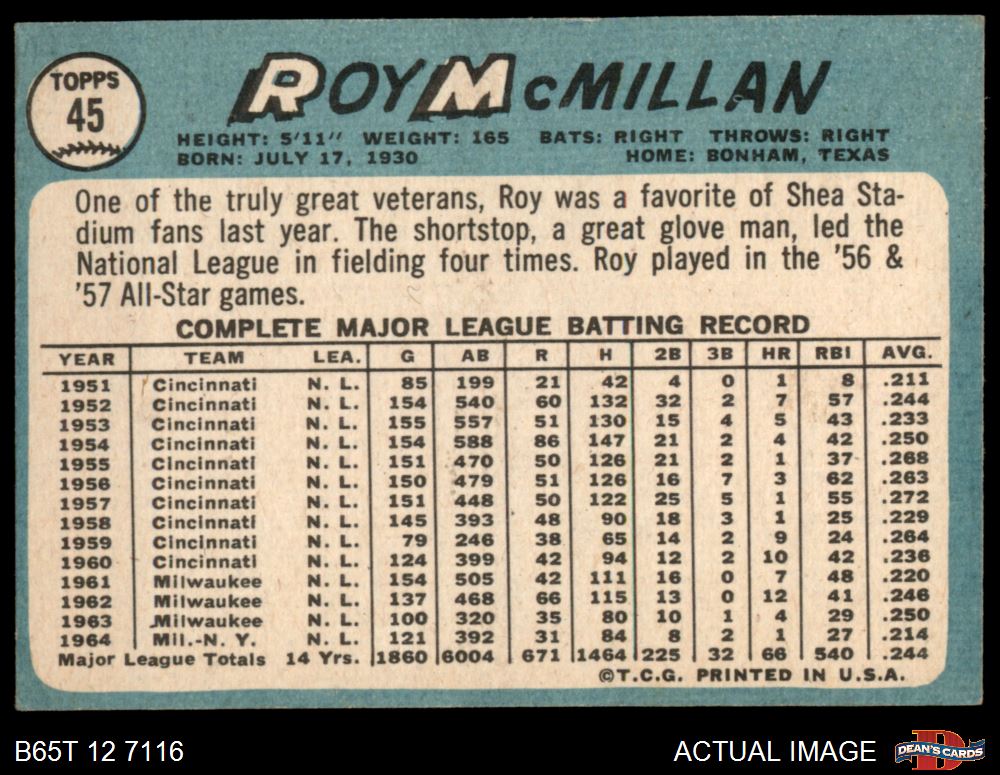 TOPPS
45
ROY McMILLAN
HEIGHT: 5'11" WEIGHT: 165 BATS: RIGHT THROWS: RIGHT
BORN: JULY 17, 1930 HOME: BONHAM, TEXAS
One of the truly great veterans, Roy was a favorite of Shea Sta-
dium fans last year. The shortstop, a great glove man, led the
National League in fielding four times. Roy played in the '56 &
'57 All-Star games.
COMPLETE MAJOR LEAGUE BATTING RECORD
YEAR TEAM LEA. G AB R H 2B 3B HR RBI AVG.
1951 Cincinnati N. L. 85 199 21 42 4 0 1 8 .211
1952 Cincinnati N. L. 154 540 60 132 32 2 7 57 .244
1953 Cincinnati N. L. 155 557 51 130 15 4 5 43 .233
1954 Cincinnati N. L. 154 588 86 147 21 2 4 42 .250
1955 Cincinnati N. L. 151 470 50 126 21 2 1 37 .268
1956 Cincinnati N. L. 150 479 51 126 16 7 3 62 .263
1957 Cincinnati N. L. 151 448 50 122 25 5 1 55 .272
1958 Cincinnati N. L. 145 393 48 90 18 3 1 25 .229
1959 Cincinnati N. L. 79 246 38 65 14 2 9 24 .264
1960 Cincinnati N. L. 124 399 42 94 12 2 10 42 .236
1961 Milwaukee N. L. 154 505 42 111 16 0 7 48 .220
1962 Milwaukee N. L. 137 468 66 115 13 0 12 41 .246
1963 Milwaukee N. L. 100 320 35 80 10 1 4 29 .250
1964 Mil.-N. Y. N. L. 121 392 31 84 8 2 1 27 .214
Major League Totals 14 Yrs. 1860 6004 671 1464 225 32 66 540 .244
©T.C.G. PRINTED IN U.S.A.
B65T 12 7116 ACTUAL IMAGE DEAN'S CARDS